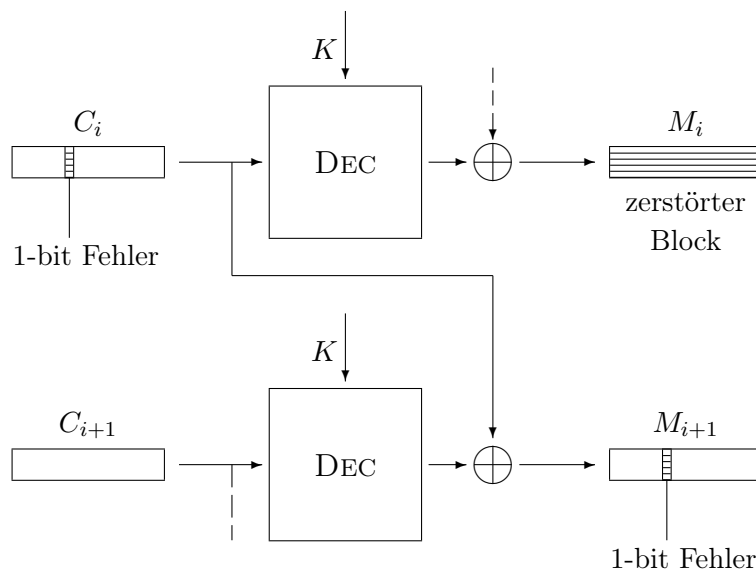 K
C_i
DEC
M_i
zerstörter
Block
1-bit Fehler
K
C_{i+1}
DEC
M_{i+1}
1-bit Fehler